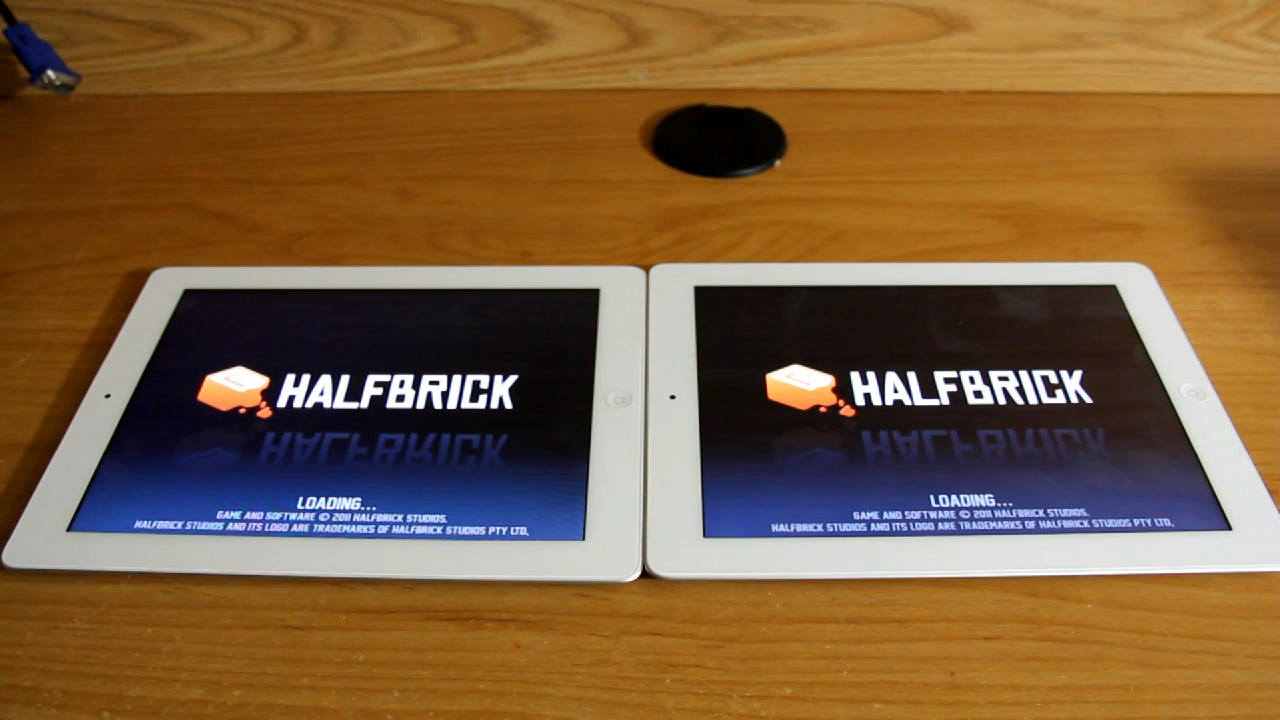 HALFBRICK
LOADING...
GAME AND SOFTWARE © 2011 HALFBRICK STUDIOS.
HALFBRICK STUDIOS AND ITS LOGO ARE TRADEMARKS OF HALFBRICK STUDIOS PTY LTD.
HALFBRICK
LOADING...
GAME AND SOFTWARE © 2011 HALFBRICK STUDIOS.
HALFBRICK STUDIOS AND ITS LOGO ARE TRADEMARKS OF HALFBRICK STUDIOS PTY LTD.